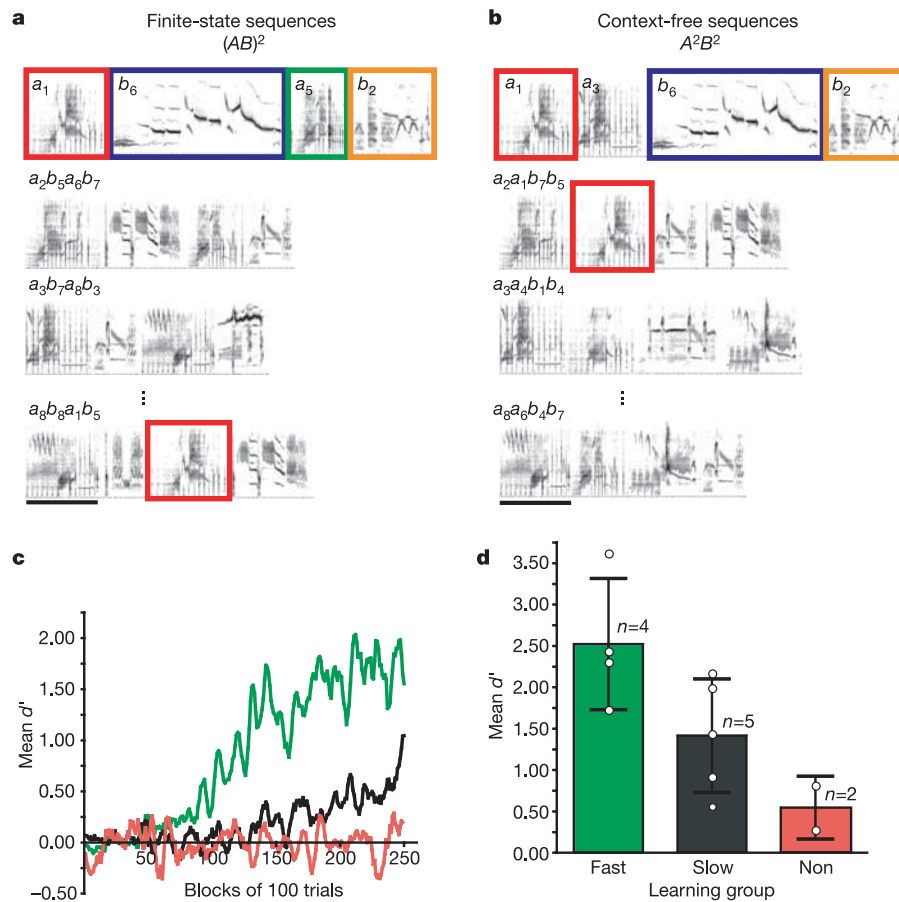 a
Finite-state sequences
(AB)²
a₁ b₆ a₅ b₂
a₂b₅a₆b₇
a₃b₇a₈b₃
⋮
a₈b₈a₁b₅
b
Context-free sequences
A²B²
a₁ a₃ b₆ b₂
a₂a₁b₇b₅
a₃a₄b₁b₄
⋮
a₈a₆b₄b₇
c
Mean d'
2.00
1.50
1.00
0.50
0.00
−0.50
50 100 150 200 250
Blocks of 100 trials
d
Mean d'
3.50
3.00
2.50
2.00
1.50
1.00
0.50
0.00
n=4
n=5
n=2
Fast Slow Non
Learning group